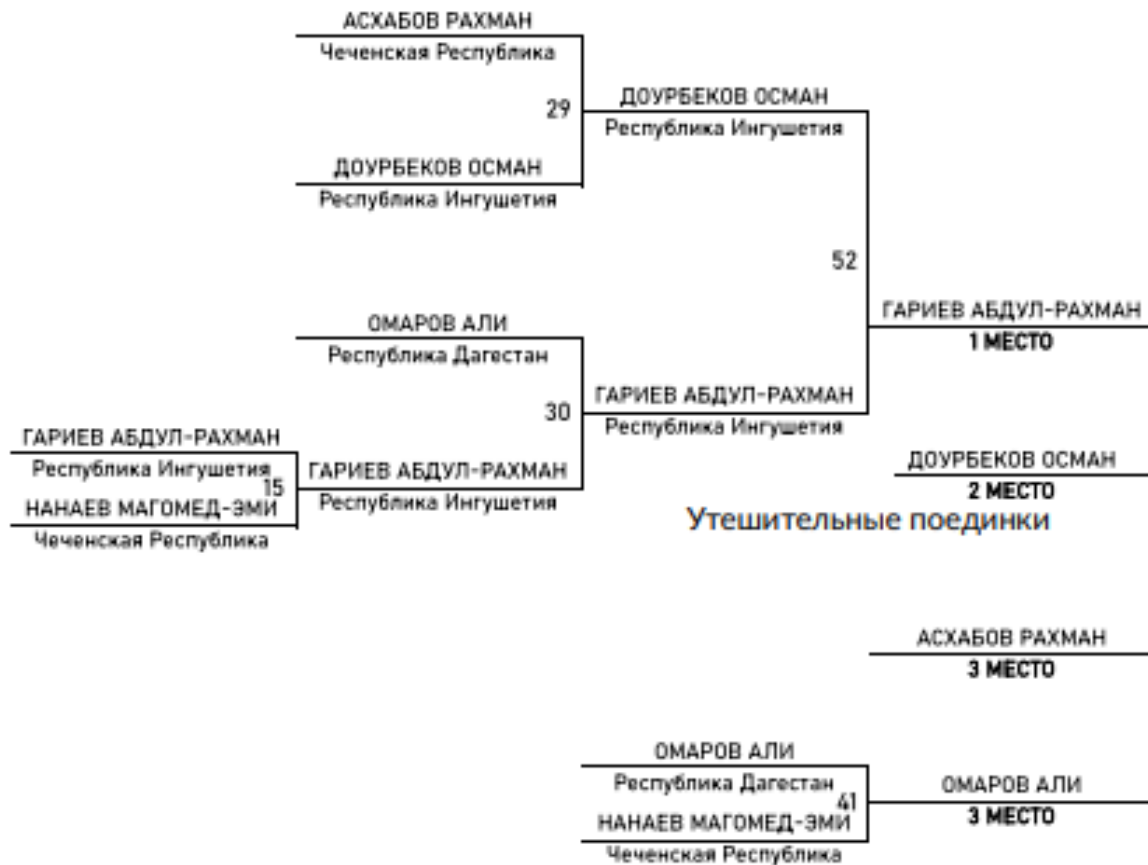 АСХАБОВ РАХМАН
Чеченская Республика
29
ДОУРБЕКОВ ОСМАН
Республика Ингушетия
ДОУРБЕКОВ ОСМАН
Республика Ингушетия
52
ГАРИЕВ АБДУЛ-РАХМАН
1 МЕСТО
ОМАРОВ АЛИ
Республика Дагестан
30
ГАРИЕВ АБДУЛ-РАХМАН
Республика Ингушетия
ГАРИЕВ АБДУЛ-РАХМАН
Республика Ингушетия
15
НАНАЕВ МАГОМЕД-ЭМИ
Чеченская Республика
ГАРИЕВ АБДУЛ-РАХМАН
Республика Ингушетия
ДОУРБЕКОВ ОСМАН
2 МЕСТО
Утешительные поединки
АСХАБОВ РАХМАН
3 МЕСТО
ОМАРОВ АЛИ
Республика Дагестан
41
НАНАЕВ МАГОМЕД-ЭМИ
Чеченская Республика
ОМАРОВ АЛИ
3 МЕСТО